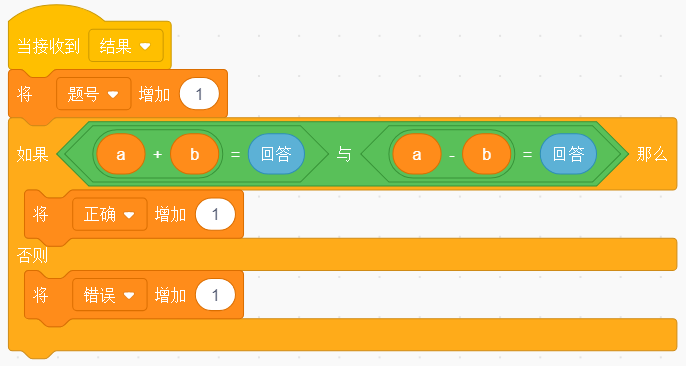 当接收到 结果
将 题号 增加 1
如果 a + b = 回答 与 a - b = 回答 那么
将 正确 增加 1
否则
将 错误 增加 1